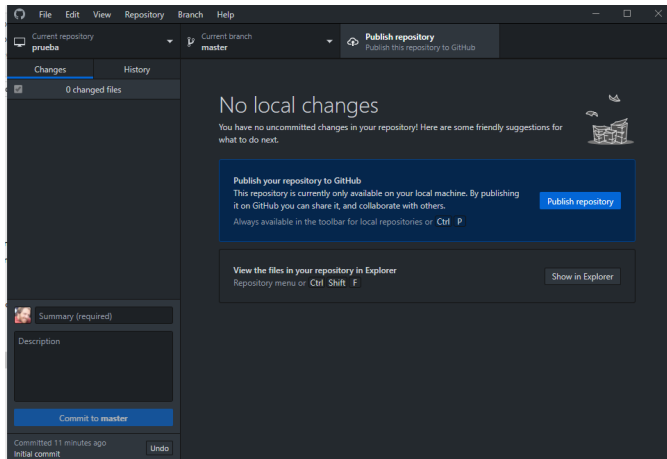 File Edit View Repository Branch Help
Current repository
prueba
Current branch
master
Publish repository
Publish this repository to GitHub
Changes History
0 changed files
No local changes
You have no uncommitted changes in your repository! Here are some friendly suggestions for
what to do next.
Publish your repository to GitHub
This repository is currently only available on your local machine. By publishing
it on GitHub you can share it, and collaborate with others.
Always available in the toolbar for local repositories or Ctrl P
Publish repository
View the files in your repository in Explorer
Repository menu or Ctrl Shift F
Show in Explorer
Summary (required)
Description
Commit to master
Committed 11 minutes ago
Initial commit
Undo